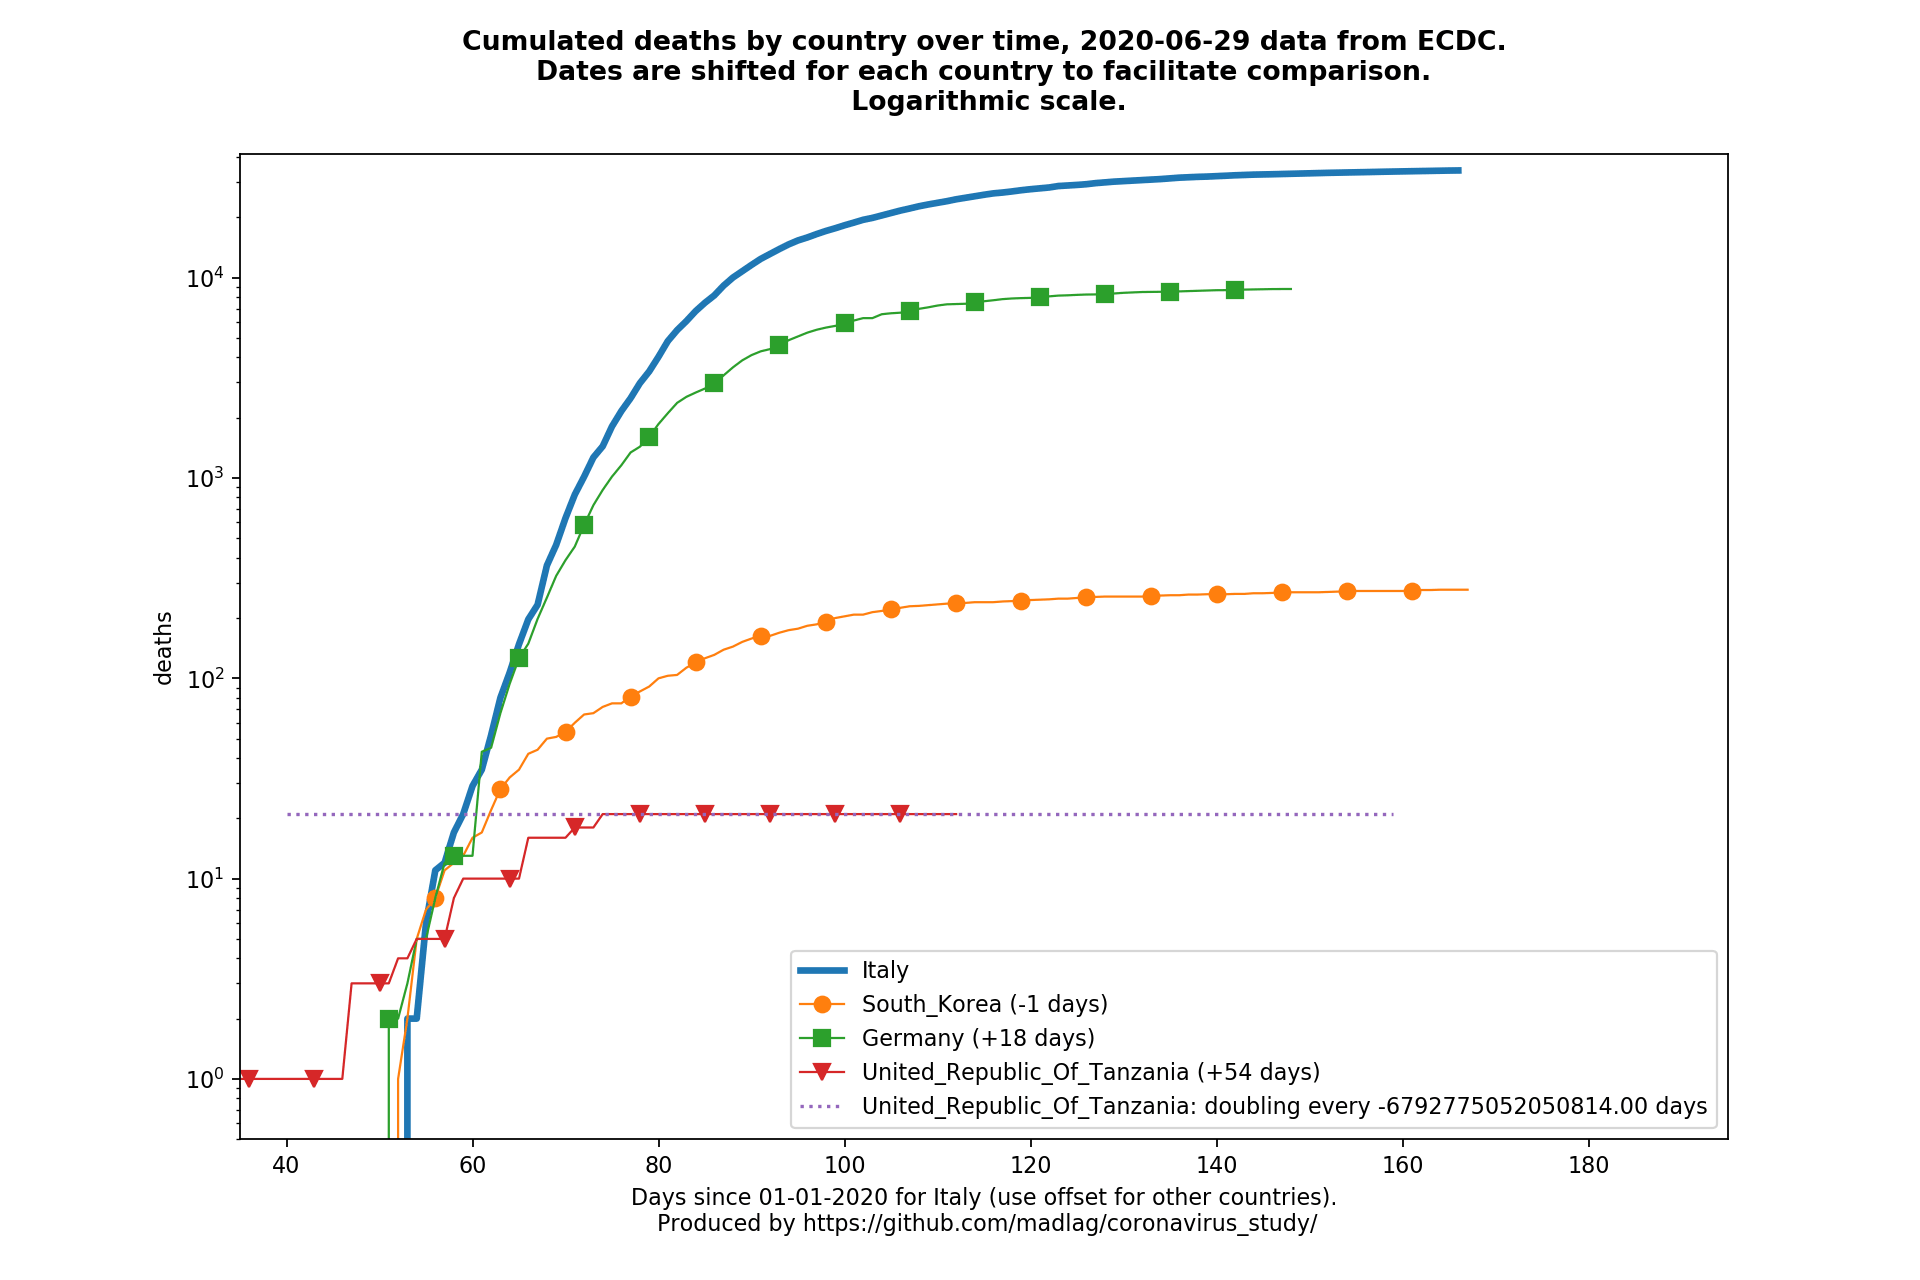 Cumulated deaths by country over time, 2020-06-29 data from ECDC.
Dates are shifted for each country to facilitate comparison.
Logarithmic scale.
10^4
10^3
10^2
10^1
10^0
deaths
Italy
South_Korea (-1 days)
Germany (+18 days)
United_Republic_Of_Tanzania (+54 days)
United_Republic_Of_Tanzania: doubling every -6792775052050814.00 days
40 60 80 100 120 140 160 180
Days since 01-01-2020 for Italy (use offset for other countries).
Produced by https://github.com/madlag/coronavirus_study/